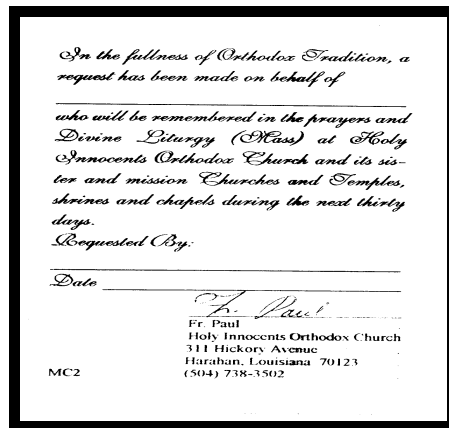 In the fullness of Orthodox Tradition, a
request has been made on behalf of
who will be remembered in the prayers and
Divine Liturgy (Mass) at Holy
Innocents Orthodox Church and its sis-
ter and mission Churches and Temples,
shrines and chapels during the next thirty
days.
Requested By:
Date
Fr. Paul
Fr. Paul
Holy Innocents Orthodox Church
311 Hickory Avenue
Harahan, Louisiana 70123
MC2 (504) 738-3502